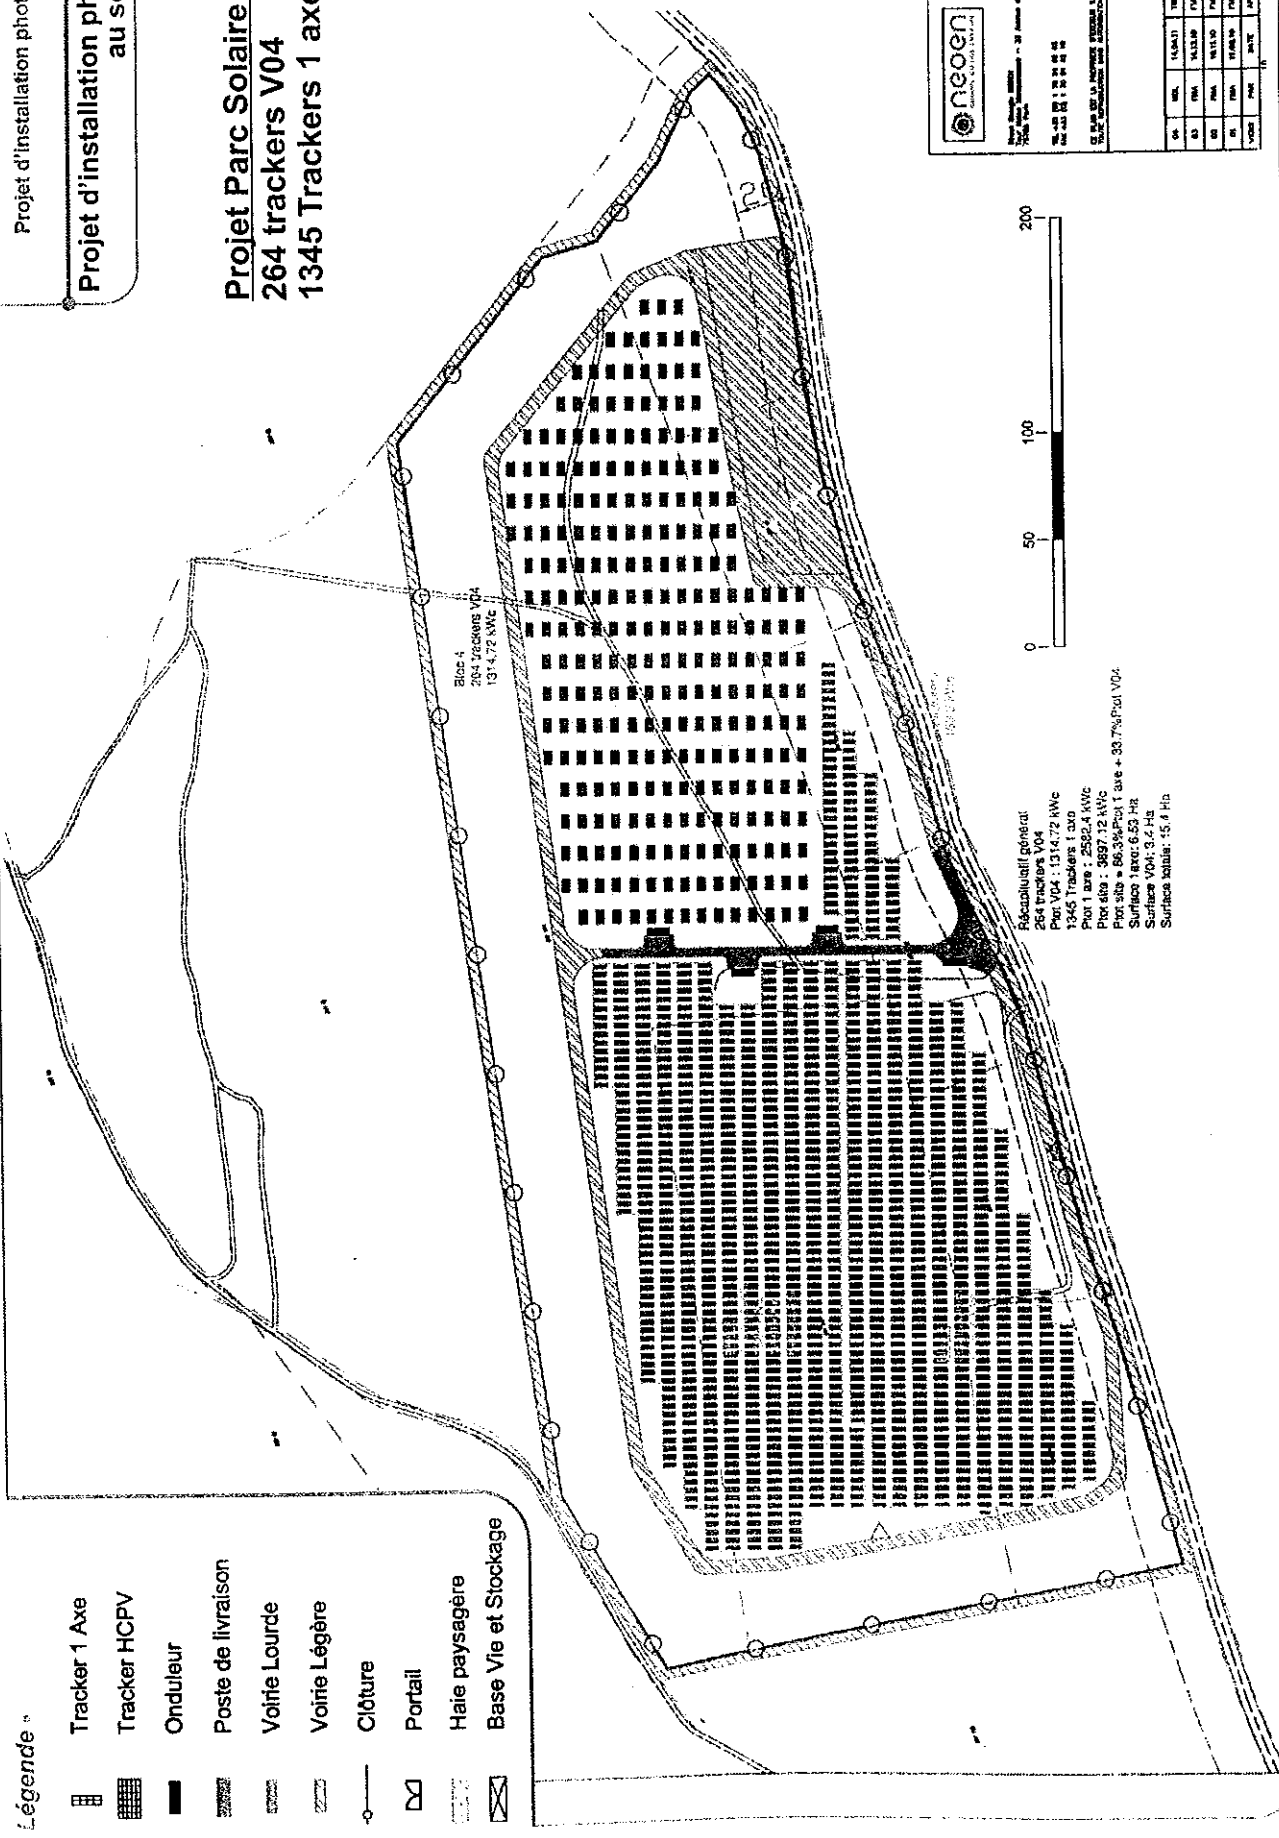 Projet d'installation phot
Projet d'installation ph
au s
Projet Parc Solaire
264 trackers V04
1345 Trackers 1 axe
Légende
Tracker 1 Axe
Tracker HCPV
Onduleur
Poste de livraison
Voirie Lourde
Voirie Légère
Clôture
Portail
Haie paysagère
Base Vie et Stockage
Bloc 4
264 trackers V04
1314.72 kWc
0 50 100 200
Récapitulatif général
264 trackers V04
Ptot V04 : 1314.72 kWc
1345 Trackers 1 axe
Ptot 1 axe : 2582.4 kWc
Ptot site : 3897.12 kWc
Ptot site = 66.3%Ptot 1 axe + 33.7%Ptot V04
Surface 1axe: 6.53 Ha
Surface V04: 3.4 Ha
Surface totale: 15.4 Ha
neoen